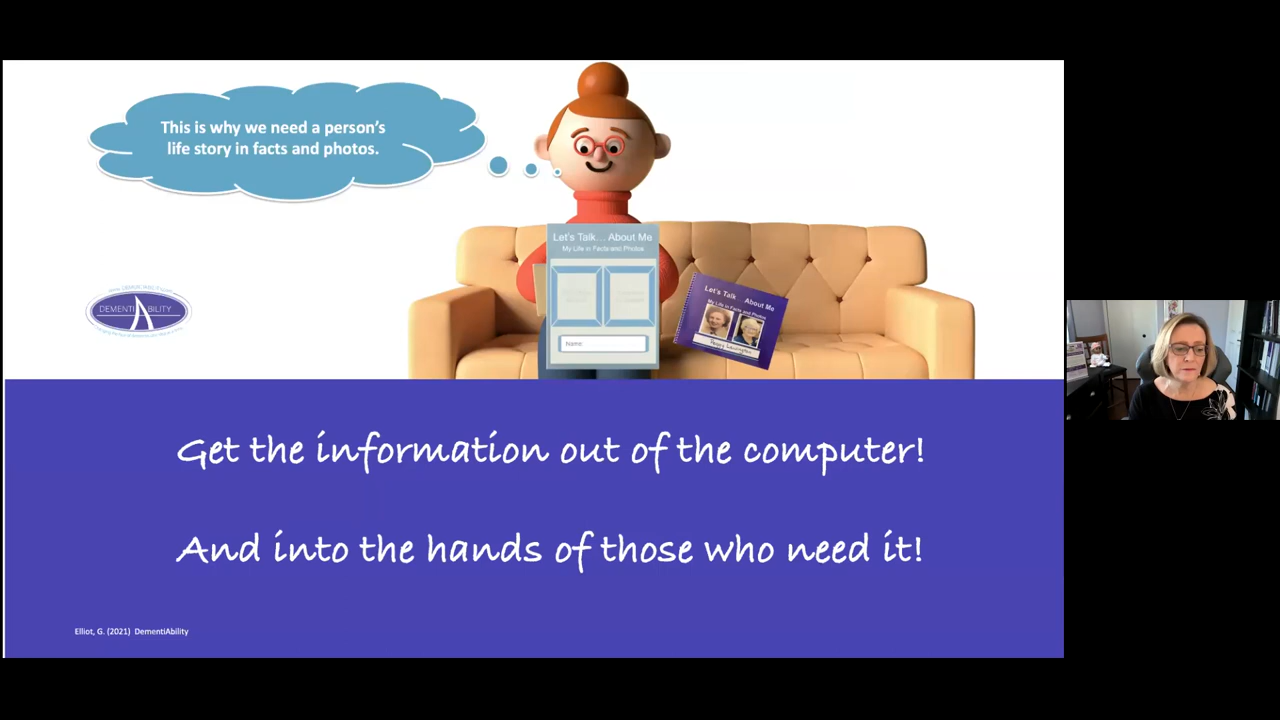 This is why we need a person's
life story in facts and photos.
Let's Talk... About Me
My Life in Facts and Photos
Name:
Let's Talk About Me
My Life in Facts and Photos
DEMENTIABILITY
Get the information out of the computer!
And into the hands of those who need it!
Elliot, G. (2021) DementiAbility